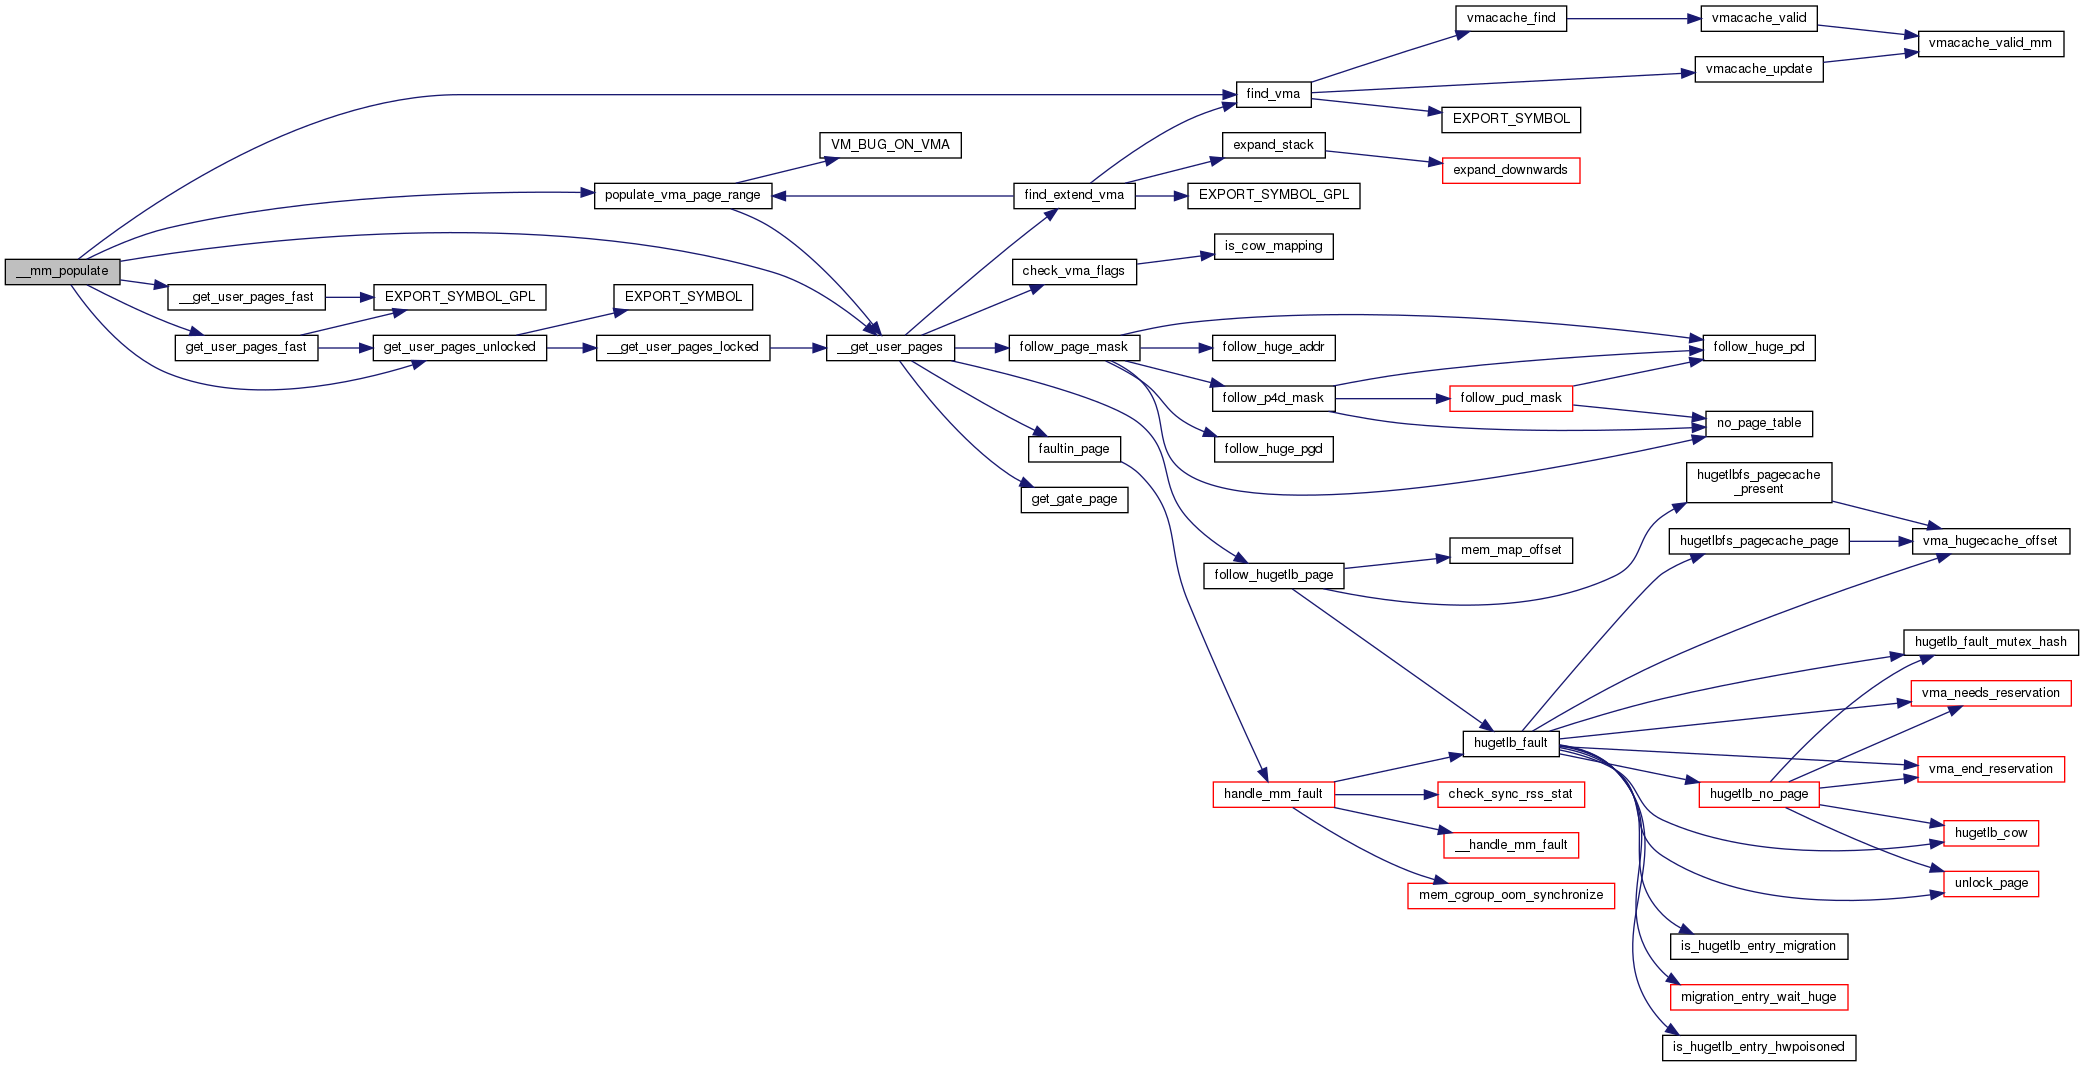 vmacache_find
vmacache_valid
vmacache_valid_mm
vmacache_update
find_vma
EXPORT_SYMBOL
VM_BUG_ON_VMA
expand_stack
expand_downwards
populate_vma_page_range
find_extend_vma
EXPORT_SYMBOL_GPL
is_cow_mapping
__mm_populate
check_vma_flags
__get_user_pages_fast
EXPORT_SYMBOL_GPL
EXPORT_SYMBOL
get_user_pages_fast
get_user_pages_unlocked
__get_user_pages_locked
__get_user_pages
follow_page_mask
follow_huge_addr
follow_huge_pd
follow_p4d_mask
follow_pud_mask
no_page_table
faultin_page
follow_huge_pgd
hugetlbfs_pagecache
_present
get_gate_page
mem_map_offset
hugetlbfs_pagecache_page
vma_hugecache_offset
follow_hugetlb_page
hugetlb_fault_mutex_hash
vma_needs_reservation
hugetlb_fault
vma_end_reservation
handle_mm_fault
check_sync_rss_stat
hugetlb_no_page
__handle_mm_fault
hugetlb_cow
mem_cgroup_oom_synchronize
unlock_page
is_hugetlb_entry_migration
migration_entry_wait_huge
is_hugetlb_entry_hwpoisoned